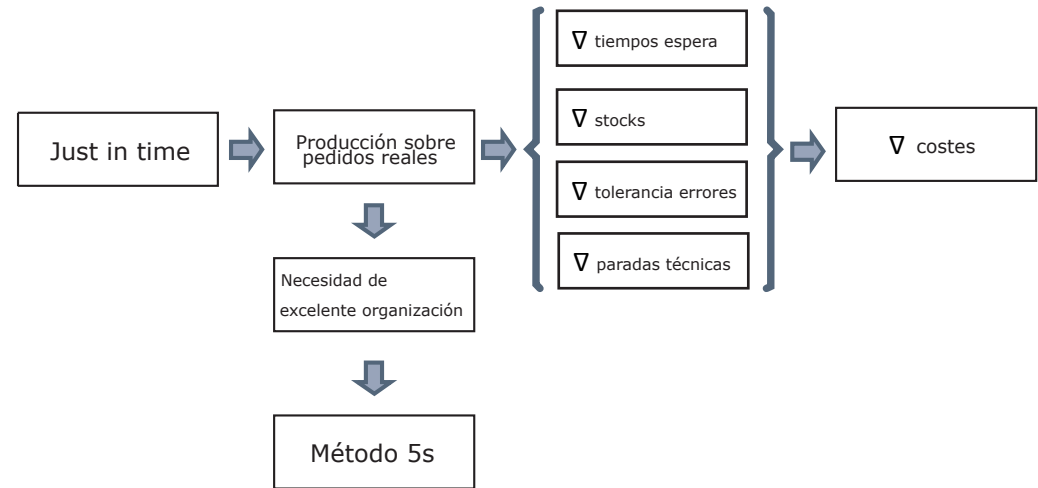 Just in time
Producción sobre
pedidos reales
∇ tiempos espera
∇ stocks
∇ tolerancia errores
∇ paradas técnicas
∇ costes
Necesidad de
excelente organización
Método 5s